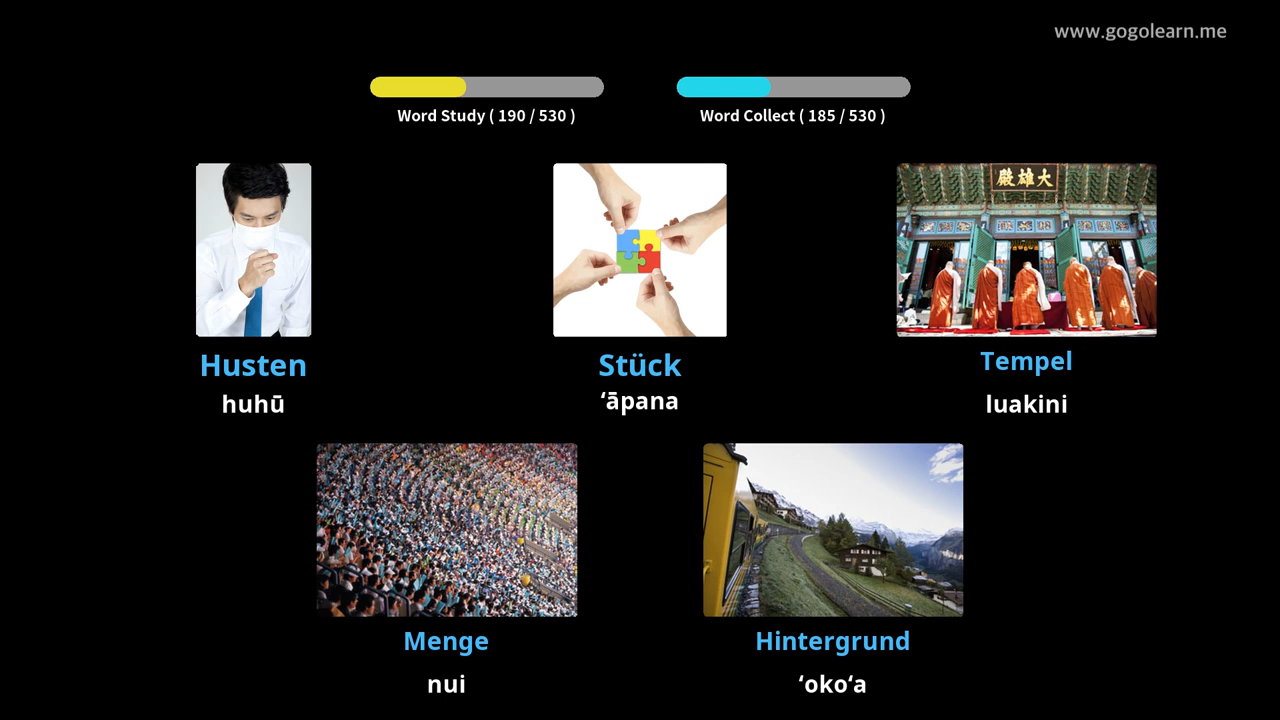 www.gogolearn.me
Word Study ( 190 / 530 )
Word Collect ( 185 / 530 )
大雄殿
Husten
huhū
Stück
ʻāpana
Tempel
luakini
Menge
nui
Hintergrund
ʻokoʻa